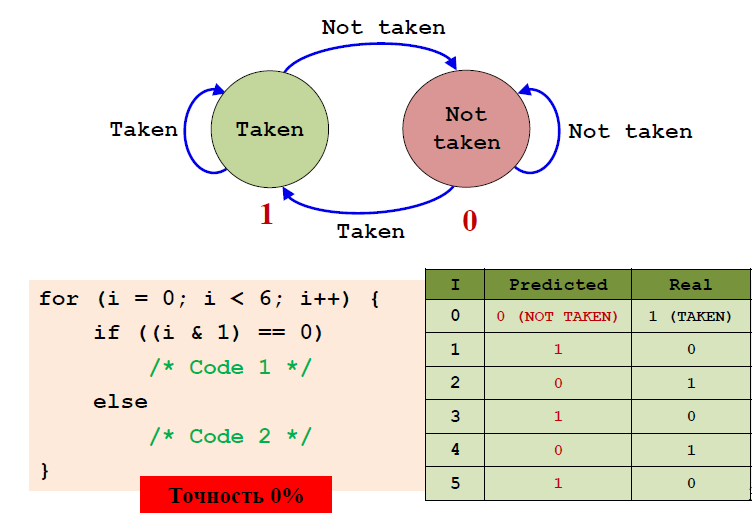 Not taken
Taken
Taken
Not
taken
Not taken
1
0
Taken
for (i = 0; i < 6; i++) {
if ((i & 1) == 0)
/* Code 1 */
else
/* Code 2 */
}
Точность 0%
I Predicted Real
0 0 (NOT TAKEN) 1 (TAKEN)
1 1 0
2 0 1
3 1 0
4 0 1
5 1 0